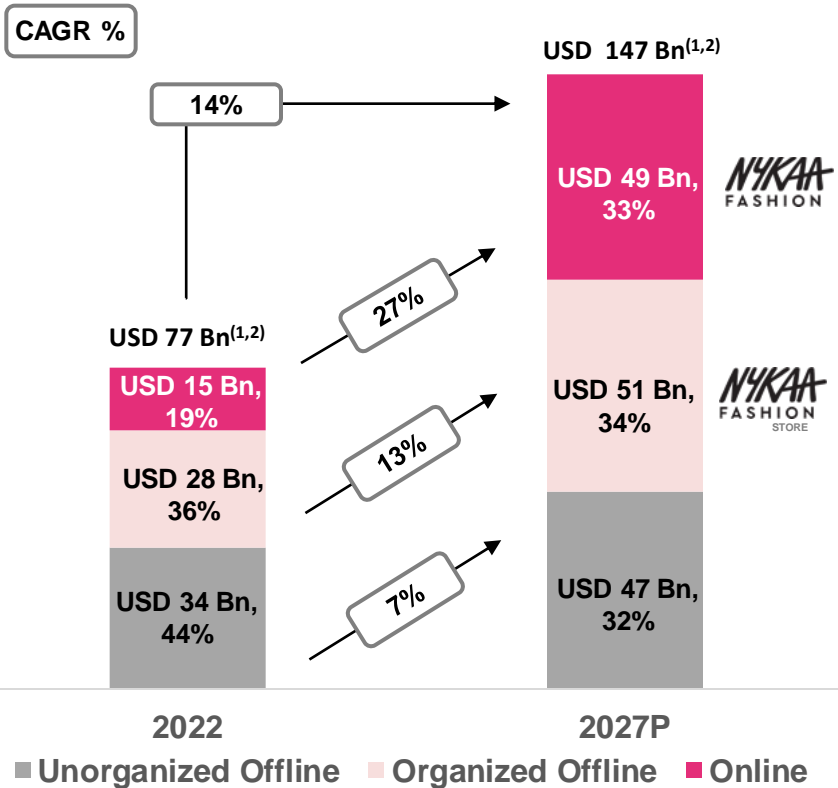 CAGR %
USD 147 Bn(1,2)
14%
USD 49 Bn,
33%
NYKAA
FASHION
27%
USD 77 Bn(1,2)
USD 15 Bn,
19%
USD 51 Bn,
34%
NYKAA
FASHION
STORE
13%
USD 28 Bn,
36%
7%
USD 34 Bn,
44%
USD 47 Bn,
32%
2022
2027P
Unorganized Offline
Organized Offline
Online